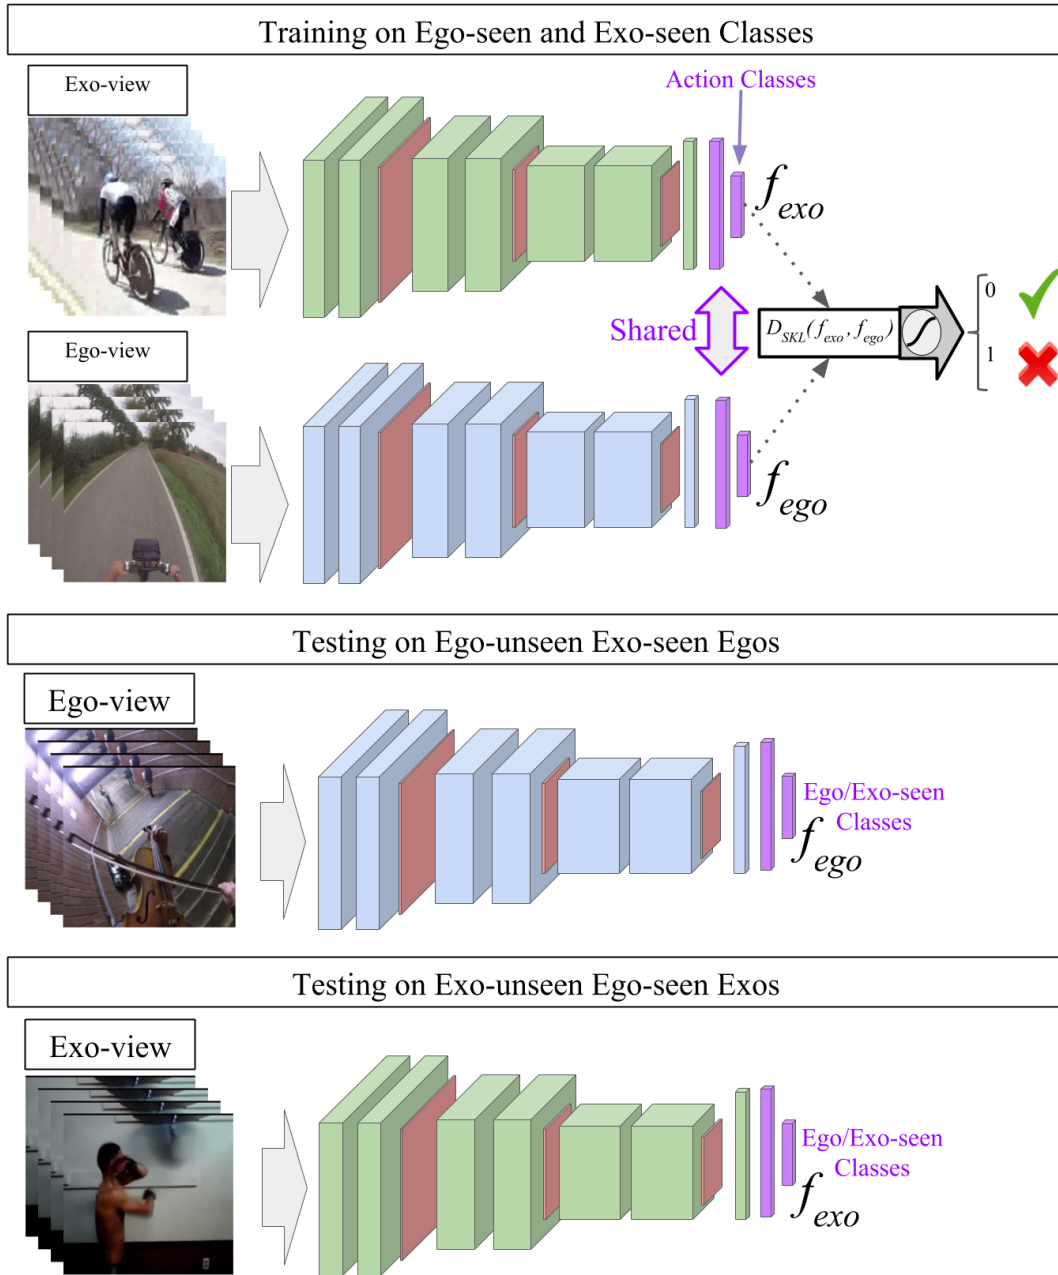 Training on Ego-seen and Exo-seen Classes
Exo-view
Action Classes
f_exo
Ego-view
Shared
D_SKL(f_exo, f_ego)
0
1
f_ego
Testing on Ego-unseen Exo-seen Egos
Ego-view
Ego/Exo-seen
Classes
f_ego
Testing on Exo-unseen Ego-seen Exos
Exo-view
Ego/Exo-seen
Classes
f_exo